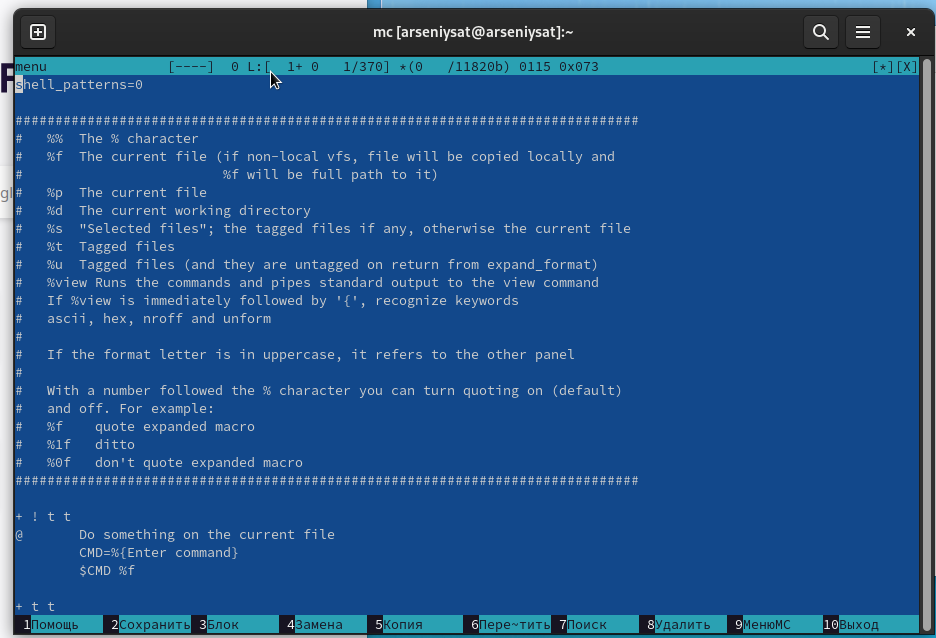 mc [arseniysat@arseniysat]:~
menu [----] 0 L:[ 1+ 0 1/370] *(0 /11820b) 0115 0x073 [*][X]
shell_patterns=0
##############################################################################
# %% The % character
# %f The current file (if non-local vfs, file will be copied locally and
# %f will be full path to it)
# %p The current file
# %d The current working directory
# %s "Selected files"; the tagged files if any, otherwise the current file
# %t Tagged files
# %u Tagged files (and they are untagged on return from expand_format)
# %view Runs the commands and pipes standard output to the view command
# If %view is immediately followed by '{', recognize keywords
# ascii, hex, nroff and unform
#
# If the format letter is in uppercase, it refers to the other panel
#
# With a number followed the % character you can turn quoting on (default)
# and off. For example:
# %f quote expanded macro
# %1f ditto
# %0f don't quote expanded macro
##############################################################################
+ ! t t
@ Do something on the current file
CMD=%{Enter command}
$CMD %f
+ t t
1Помощь 2Сохранить 3Блок 4Замена 5Копия 6Пере~тить 7Поиск 8Удалить 9МенюMC 10Выход